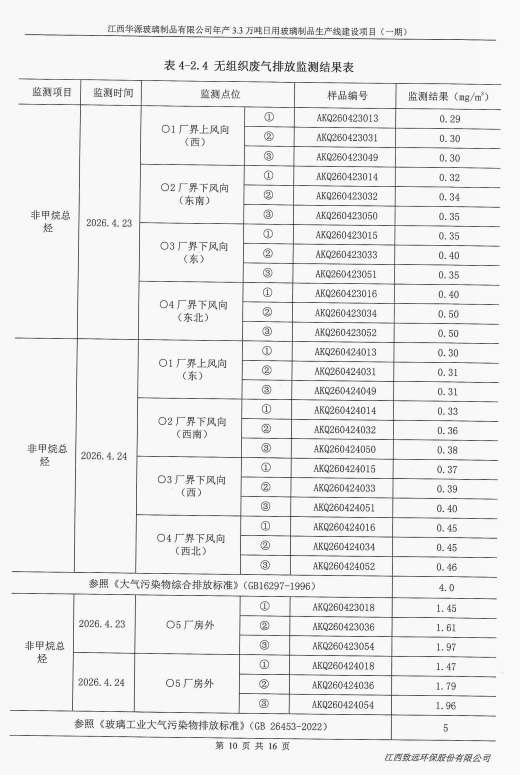 江西华源玻璃制品有限公司年产 3.3 万吨日用玻璃制品生产线建设项目（一期）
表 4-2.4 无组织废气排放监测结果表
监测项目 监测时间 监测点位 样品编号 监测结果（mg/m³）
非甲烷总烃 2026.4.23 ○1 厂界上风向（西） ① AKQ260423013 0.29
② AKQ260423031 0.30
③ AKQ260423049 0.30
○2 厂界下风向（东南） ① AKQ260423014 0.32
② AKQ260423032 0.34
③ AKQ260423050 0.35
○3 厂界下风向（东） ① AKQ260423015 0.35
② AKQ260423033 0.40
③ AKQ260423051 0.35
○4 厂界下风向（东北） ① AKQ260423016 0.40
② AKQ260423034 0.50
③ AKQ260423052 0.50
非甲烷总烃 2026.4.24 ○1 厂界上风向（东） ① AKQ260424013 0.30
② AKQ260424031 0.31
③ AKQ260424049 0.31
○2 厂界下风向（西南） ① AKQ260424014 0.33
② AKQ260424032 0.36
③ AKQ260424050 0.38
○3 厂界下风向（西） ① AKQ260424015 0.37
② AKQ260424033 0.39
③ AKQ260424051 0.40
○4 厂界下风向（西北） ① AKQ260424016 0.45
② AKQ260424034 0.45
③ AKQ260424052 0.46
参照《大气污染物综合排放标准》（GB16297-1996） 4.0
非甲烷总烃 2026.4.23 ○5 厂房外 ① AKQ260423018 1.45
② AKQ260423036 1.61
③ AKQ260423054 1.97
2026.4.24 ○5 厂房外 ① AKQ260424018 1.47
② AKQ260424036 1.79
③ AKQ260424054 1.96
参照《玻璃工业大气污染物排放标准》（GB 26453-2022） 5
第 10 页 共 16 页
江西致远环保股份有限公司